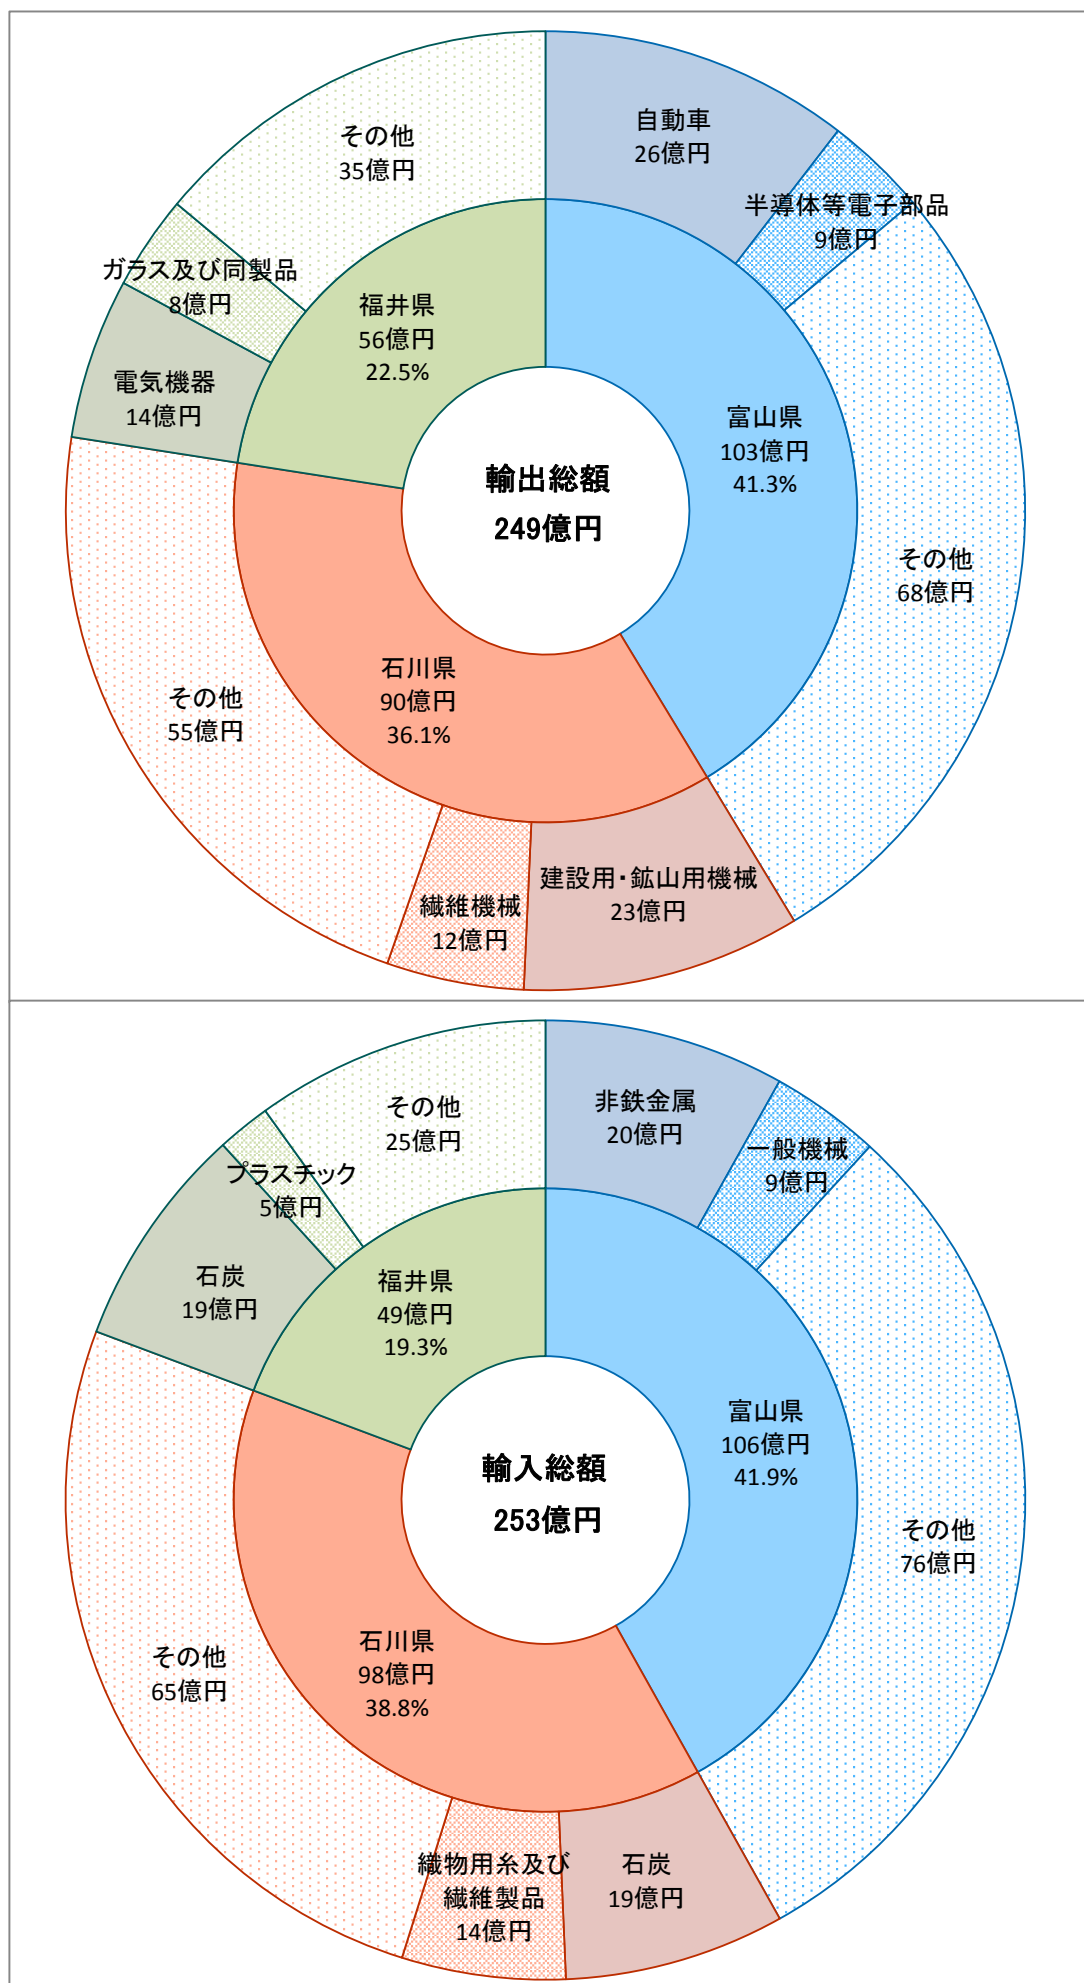 輸出総額
249億円
富山県
103億円
41.3%
自動車
26億円
半導体等電子部品
9億円
その他
68億円
石川県
90億円
36.1%
建設用・鉱山用機械
23億円
繊維機械
12億円
その他
55億円
福井県
56億円
22.5%
電気機器
14億円
ガラス及び同製品
8億円
その他
35億円
輸入総額
253億円
富山県
106億円
41.9%
非鉄金属
20億円
一般機械
9億円
その他
76億円
石川県
98億円
38.8%
石炭
19億円
織物用糸及び
繊維製品
14億円
その他
65億円
福井県
49億円
19.3%
石炭
19億円
プラスチック
5億円
その他
25億円